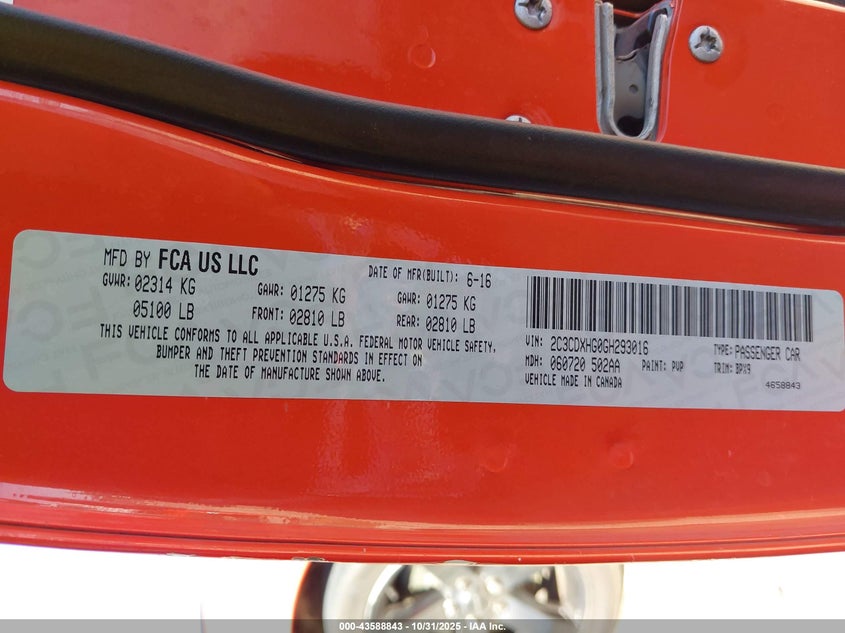 MFD BY FCA US LLC
DATE OF MFR(BUILT): 6-16
GVWR: 02314 KG
GAWR: 01275 KG
GAWR: 01275 KG
05100 LB
FRONT: 02810 LB
REAR: 02810 LB
THIS VEHICLE CONFORMS TO ALL APPLICABLE U.S.A. FEDERAL MOTOR VEHICLE SAFETY,
BUMPER AND THEFT PREVENTION STANDARDS IN EFFECT ON
THE DATE OF MANUFACTURE SHOWN ABOVE.
VIN: 2C3CDXHG0GH293016
TYPE: PASSENGER CAR
MDH: 060720 502AA
PAINT: PVP
TRIM: BPX9
VEHICLE MADE IN CANADA
4658843
000-43588843 - 10/31/2025 - IAA Inc.